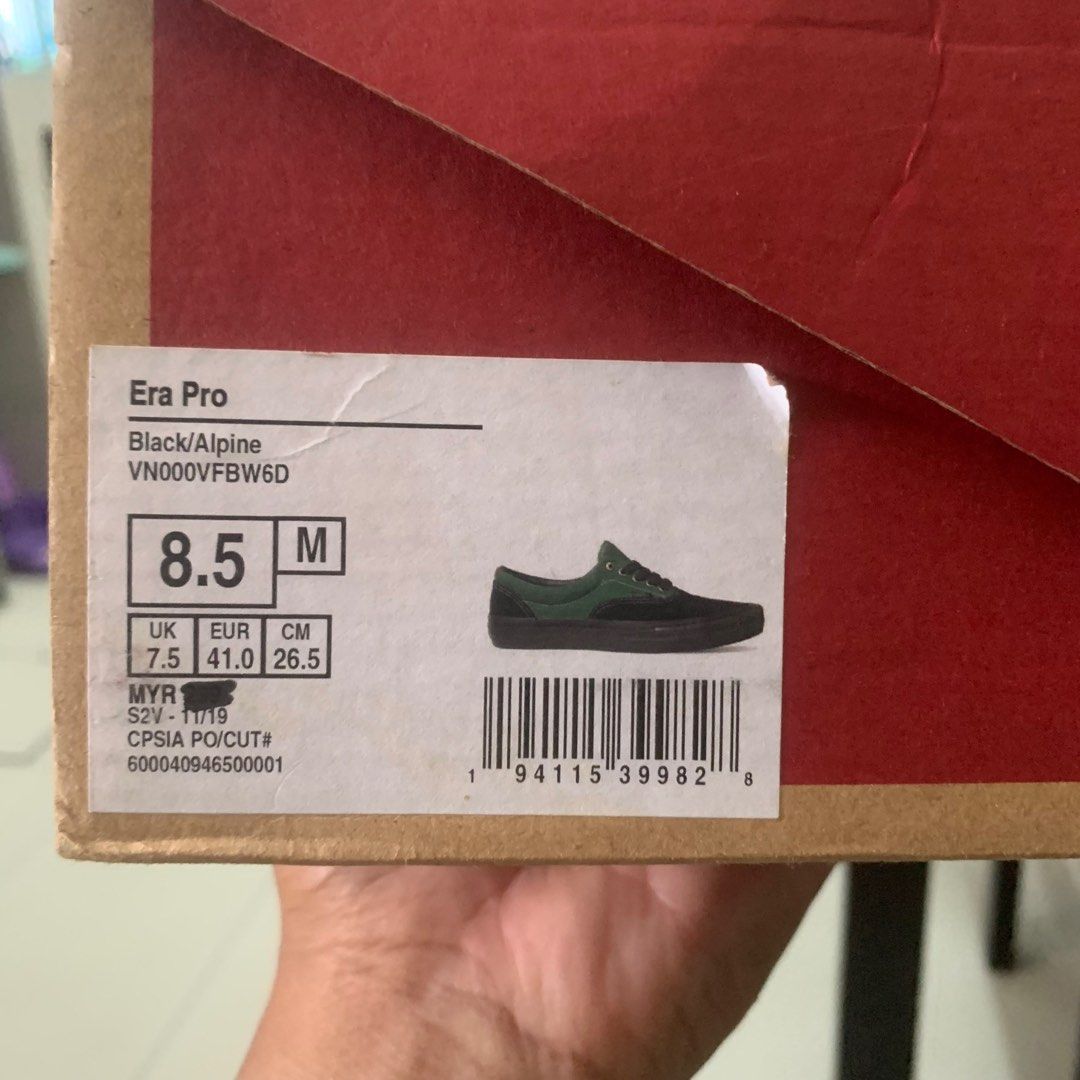 Era Pro
Black/Alpine
VN000VFBW6D
8.5 M
UK EUR CM
7.5 41.0 26.5
MYR
S2V - 11/19
CPSIA PO/CUT#
600040946500001
1 94115 39982 8